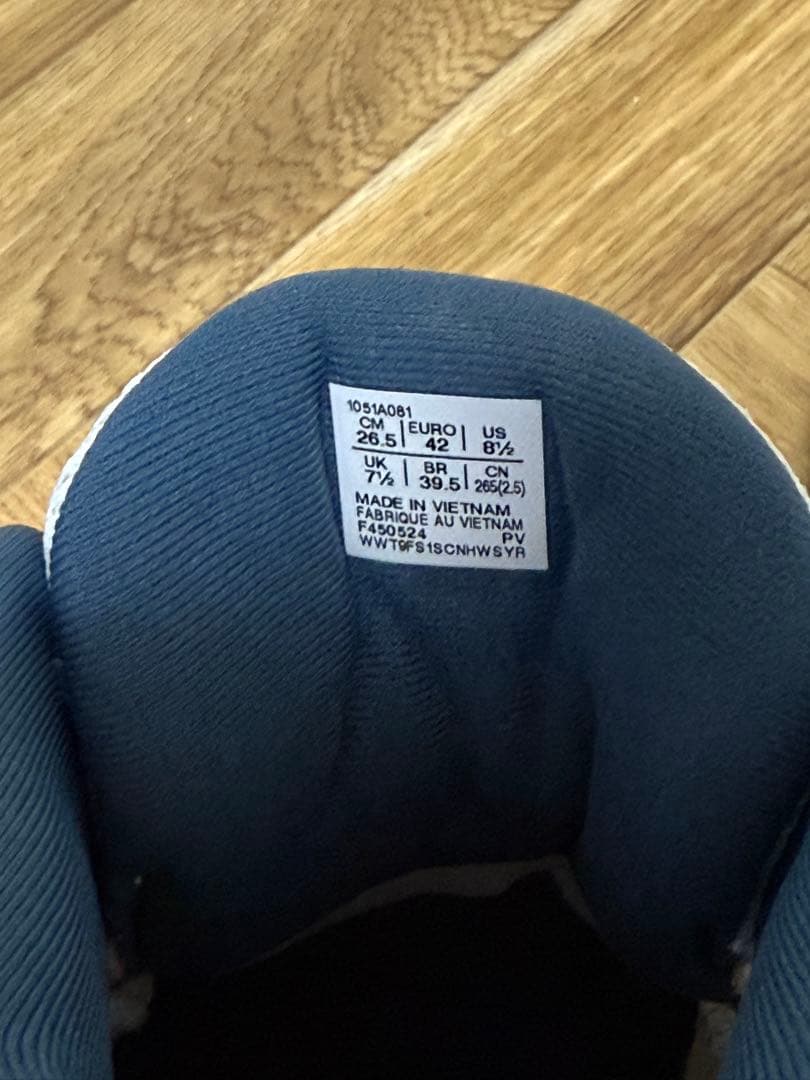 1051A081
CM 26.5 | EURO 42 | US 8½
UK 7½ | BR 39.5 | CN 265(2.5)
MADE IN VIETNAM
FABRIQUE AU VIETNAM
F450524 PV
WWT9FS1SCNHWSYR